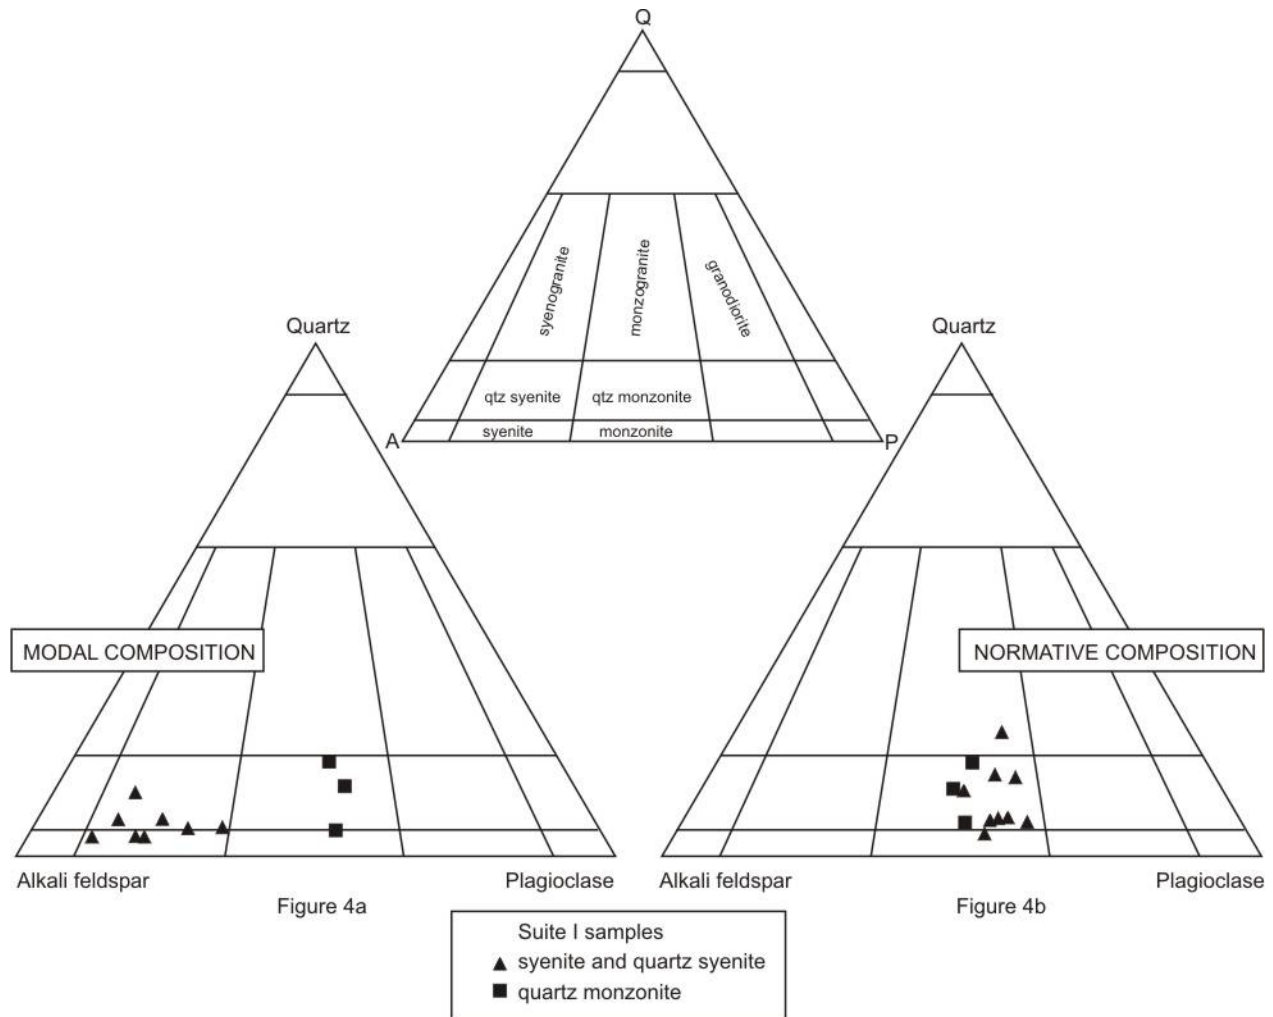 Q
syenogranite
monzogranite
granodiorite
qtz syenite
qtz monzonite
syenite
monzonite
A
P
Quartz
MODAL COMPOSITION
Alkali feldspar
Plagioclase
Figure 4a
Quartz
NORMATIVE COMPOSITION
Alkali feldspar
Plagioclase
Figure 4b
Suite I samples
syenite and quartz syenite
quartz monzonite